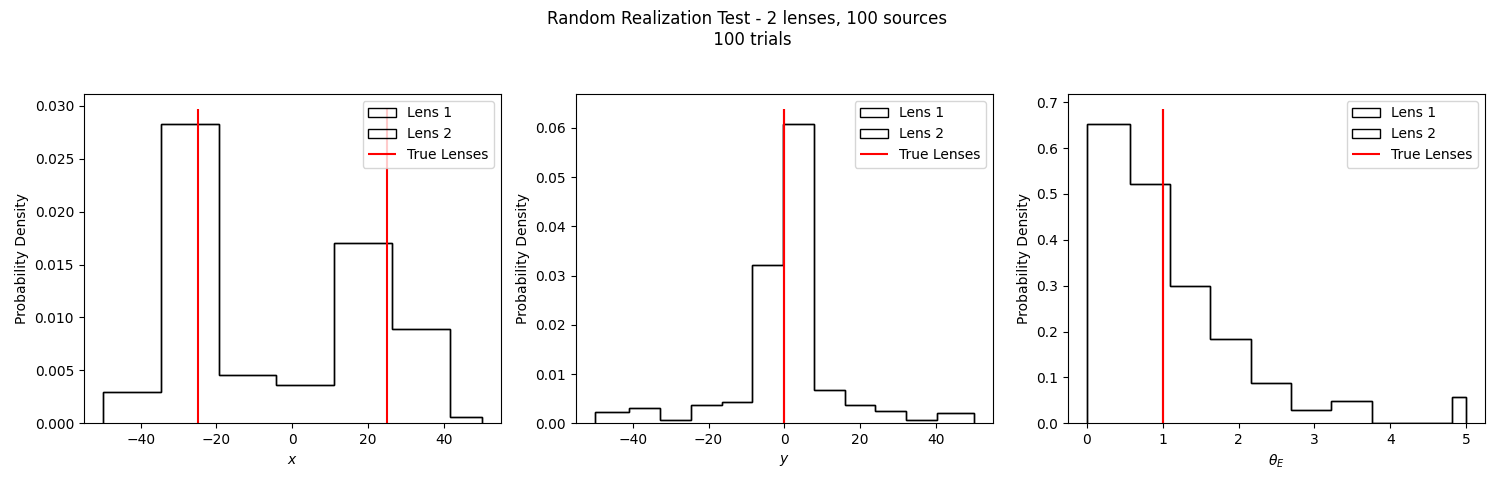 Random Realization Test - 2 lenses, 100 sources
100 trials
Probability Density
0.030
0.025
0.020
0.015
0.010
0.005
0.000
−40
−20
0
20
40
x
Lens 1
Lens 2
True Lenses
Probability Density
0.06
0.05
0.04
0.03
0.02
0.01
0.00
−40
−20
0
20
40
y
Lens 1
Lens 2
True Lenses
Probability Density
0.7
0.6
0.5
0.4
0.3
0.2
0.1
0.0
0
1
2
3
4
5
θ_E
Lens 1
Lens 2
True Lenses